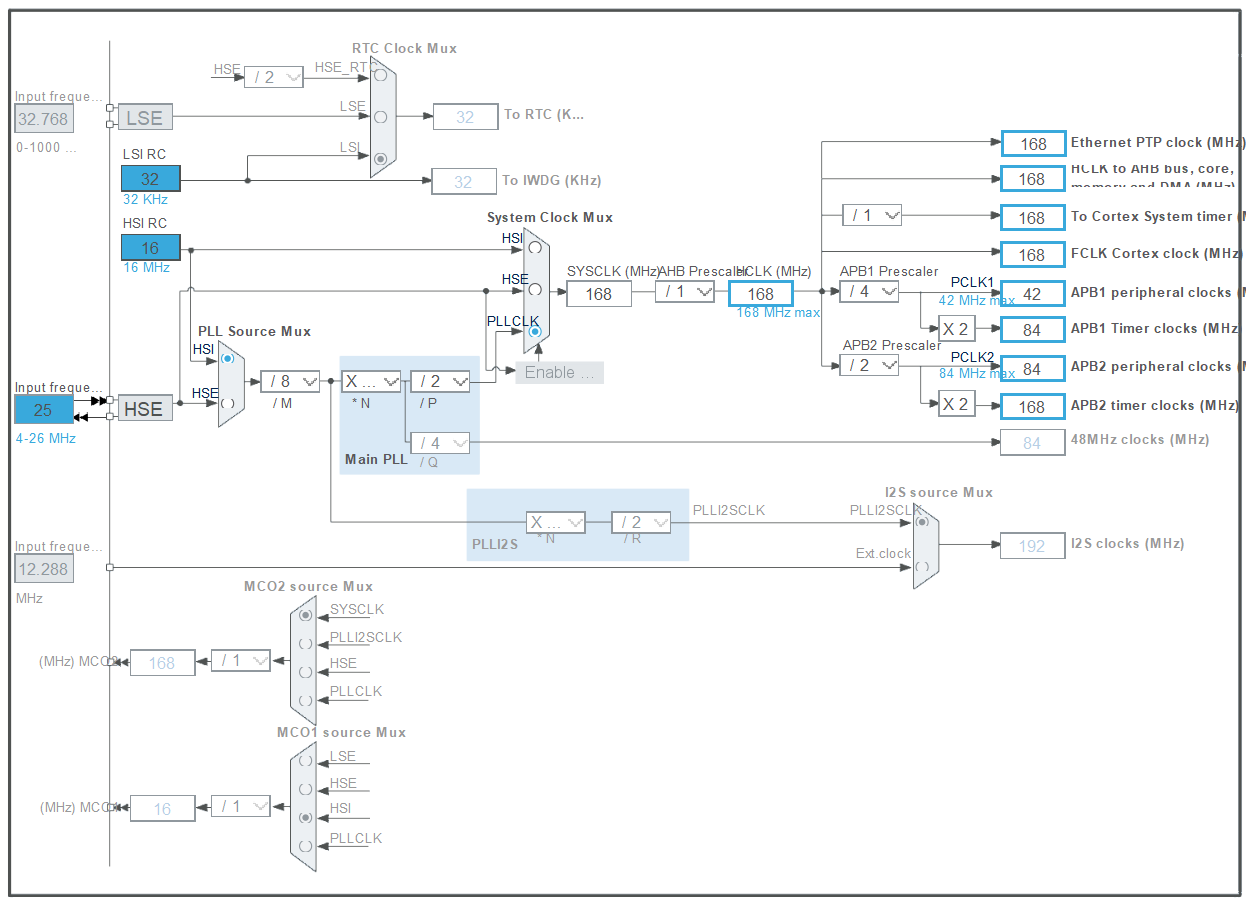 RTC Clock Mux
HSE
/ 2
HSE_RTC
Input freque...
32.768
0-1000 ...
LSE
LSE
32
To RTC (K...
LSI RC
32
32 KHz
LSI
32
To IWDG (KHz)
HSI RC
16
16 MHz
System Clock Mux
HSI
HSE
PLLCLK
SYSCLK (MHz)
168
AHB Prescaler
/ 1
HCLK (MHz)
168
168 MHz max
Enable ...
168
Ethernet PTP clock (MHz)
168
HCLK to AHB bus, core,
memory and DMA (MHz)
/ 1
168
To Cortex System timer (M
168
FCLK Cortex clock (MHz)
APB1 Prescaler
/ 4
PCLK1
42 MHz max
42
APB1 peripheral clocks (M
X 2
84
APB1 Timer clocks (MHz
APB2 Prescaler
/ 2
PCLK2
84 MHz max
84
APB2 peripheral clocks (M
X 2
168
APB2 timer clocks (MHz)
PLL Source Mux
HSI
HSE
Input freque...
25
4-26 MHz
HSE
/ 8
/ M
X ...
* N
/ 2
/ P
/ 4
/ Q
Main PLL
84
48MHz clocks (MHz)
X ...
* N
/ 2
/ R
PLLI2S
PLLI2SCLK
I2S source Mux
PLLI2SCLK
Ext.clock
192
I2S clocks (MHz)
Input freque...
12.288
MHz
MCO2 source Mux
SYSCLK
PLLI2SCLK
HSE
PLLCLK
(MHz) MCO2
168
/ 1
MCO1 source Mux
LSE
HSE
HSI
PLLCLK
(MHz) MCO1
16
/ 1